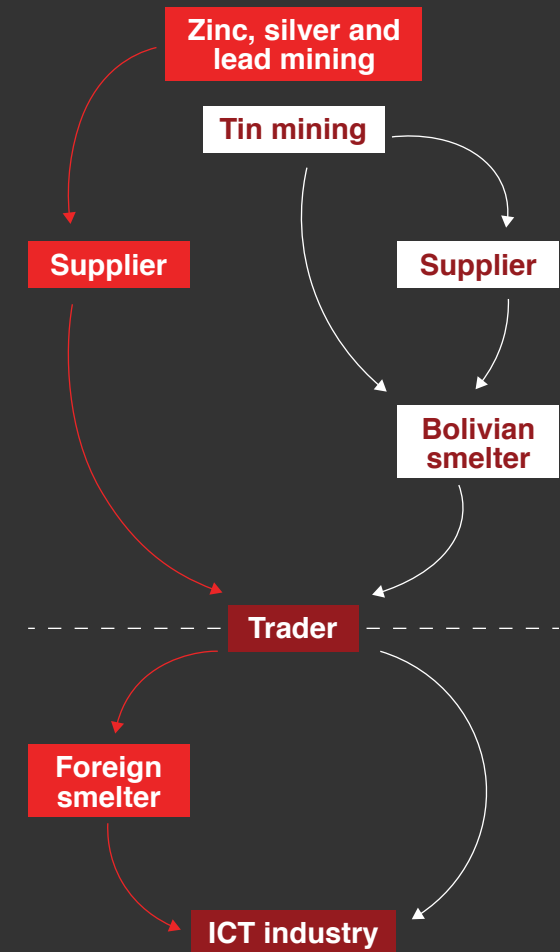 Zinc, silver and
lead mining
Tin mining
Supplier
Supplier
Bolivian
smelter
Trader
Foreign
smelter
ICT industry